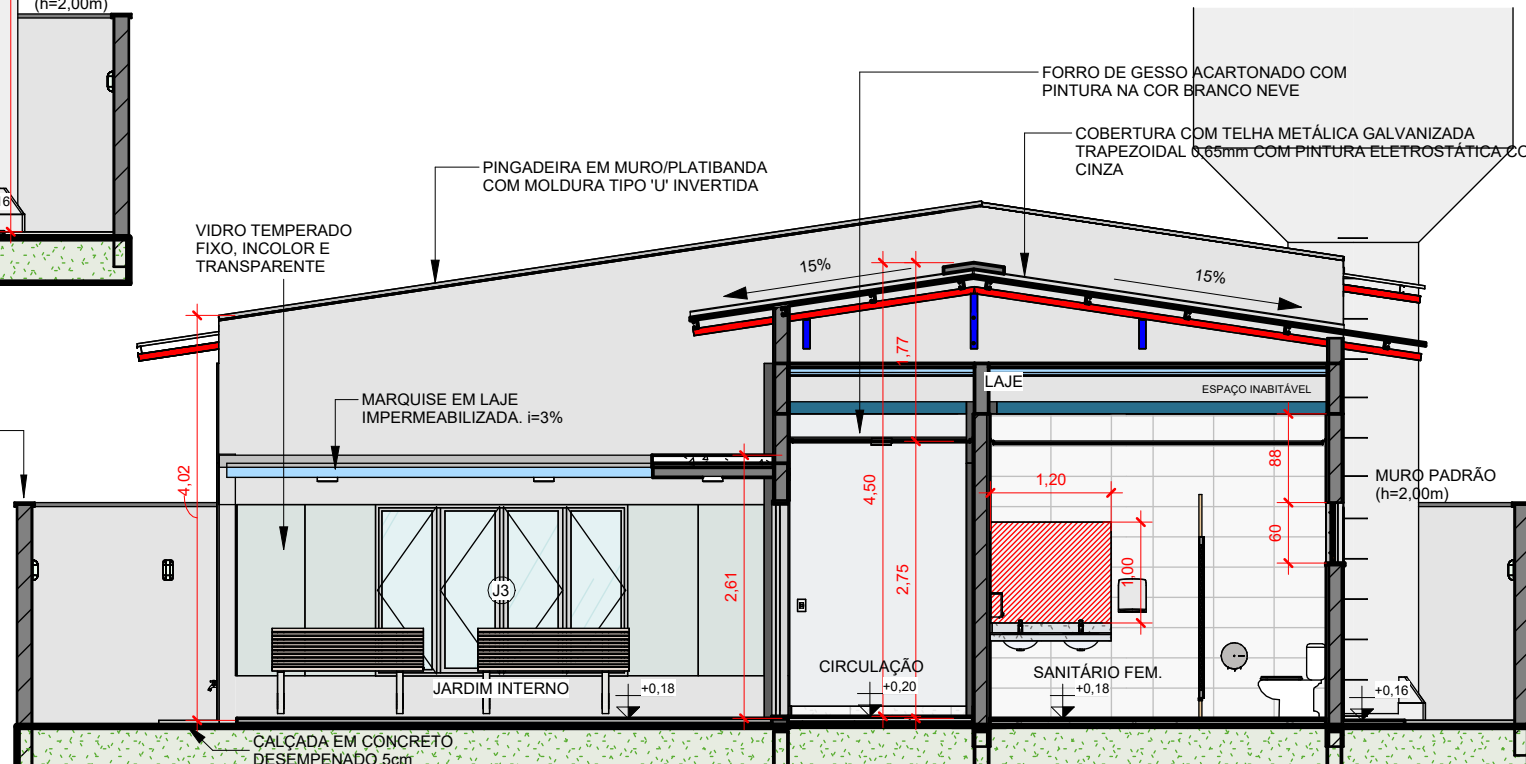 (h=2,00m)
FORRO DE GESSO ACARTONADO COM
PINTURA NA COR BRANCO NEVE
COBERTURA COM TELHA METÁLICA GALVANIZADA
TRAPEZOIDAL 0,65mm COM PINTURA ELETROSTÁTICA CO
CINZA
PINGADEIRA EM MURO/PLATIBANDA
COM MOLDURA TIPO 'U' INVERTIDA
16
VIDRO TEMPERADO
FIXO, INCOLOR E
TRANSPARENTE
15%
15%
1,77
LAJE
ESPAÇO INABITÁVEL
MARQUISE EM LAJE
IMPERMEABILIZADA. i=3%
4,02
4,50
88
1,20
MURO PADRÃO
(h=2,00m)
60
2,61
2,75
1,00
J3
CIRCULAÇÃO
+0,20
SANITÁRIO FEM.
+0,18
JARDIM INTERNO
+0,18
+0,16
CALÇADA EM CONCRETO
DESEMPENADO 5cm